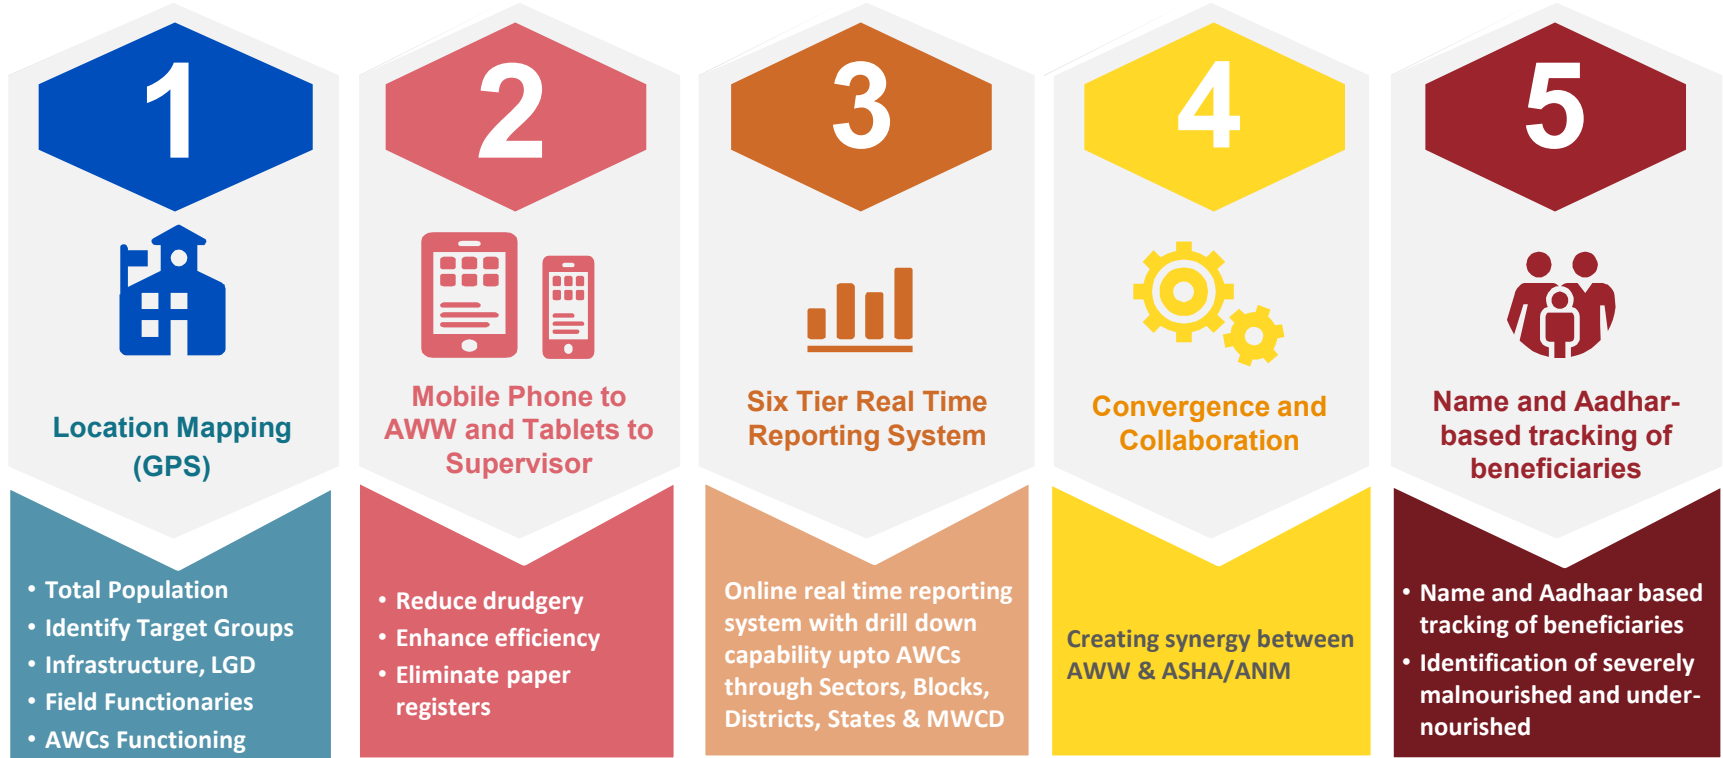 1
Location Mapping
(GPS)
• Total Population
• Identify Target Groups
• Infrastructure, LGD
• Field Functionaries
• AWCs Functioning
2
Mobile Phone to
AWW and Tablets to
Supervisor
• Reduce drudgery
• Enhance efficiency
• Eliminate paper
registers
3
Six Tier Real Time
Reporting System
Online real time reporting
system with drill down
capability upto AWCs
through Sectors, Blocks,
Districts, States & MWCD
4
Convergence and
Collaboration
Creating synergy between
AWW & ASHA/ANM
5
Name and Aadhar-
based tracking of
beneficiaries
• Name and Aadhaar based
tracking of beneficiaries
• Identification of severely
malnourished and under-
nourished